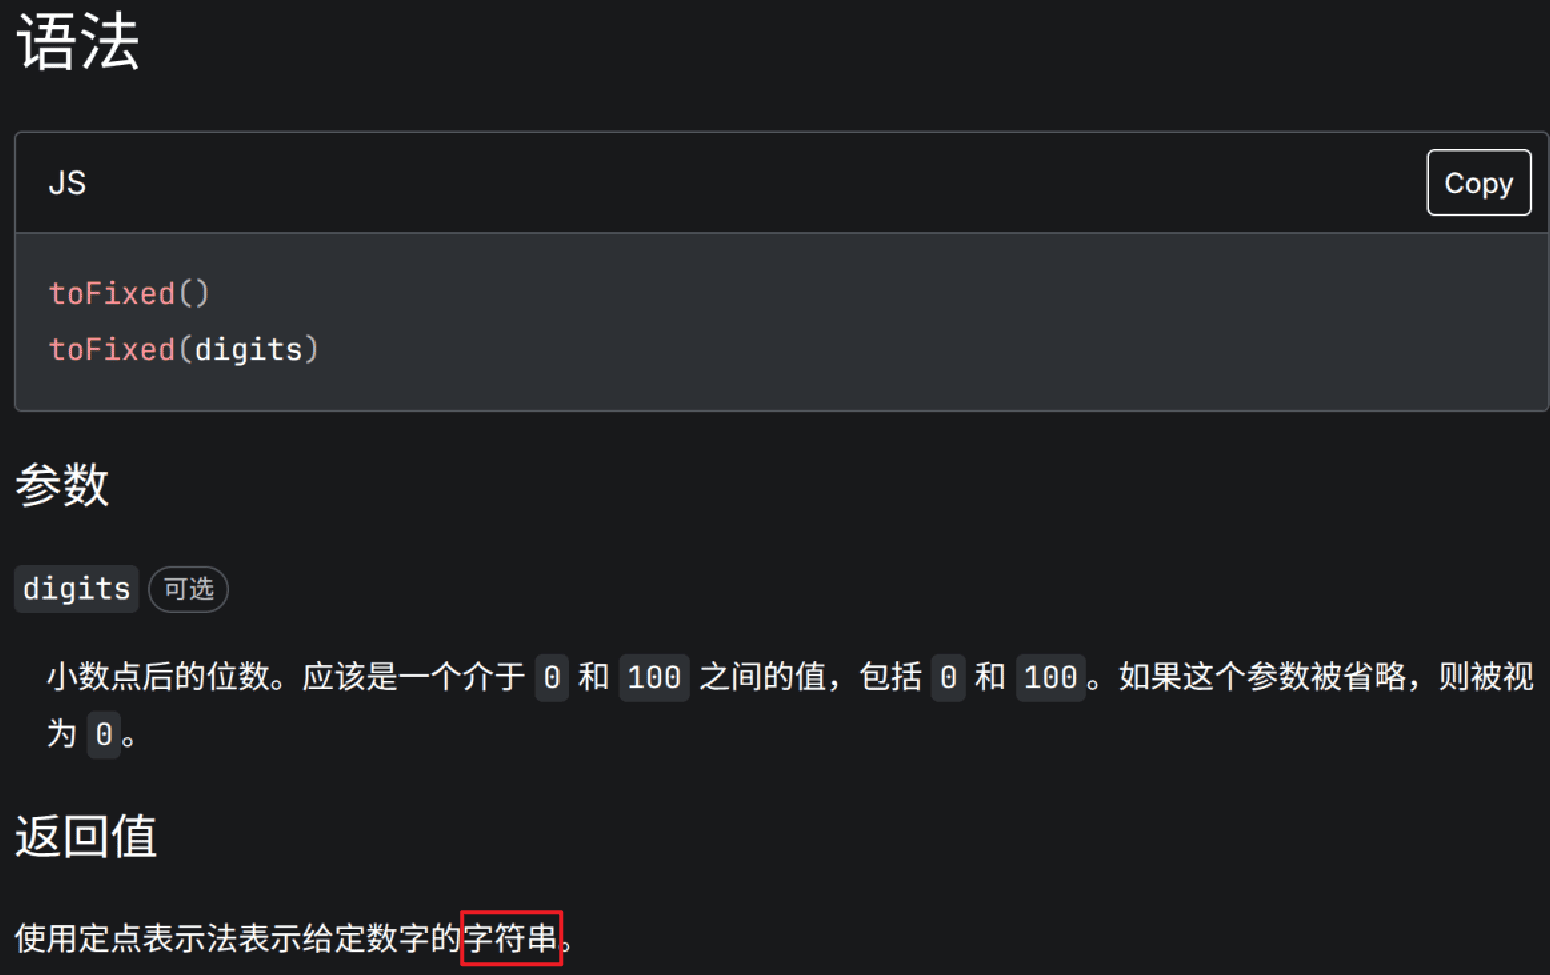 语法
JS
Copy
toFixed()
toFixed(digits)
参数
digits 可选
小数点后的位数。应该是一个介于 0 和 100 之间的值，包括 0 和 100。如果这个参数被省略，则被视
为 0。
返回值
使用定点表示法表示给定数字的字符串。